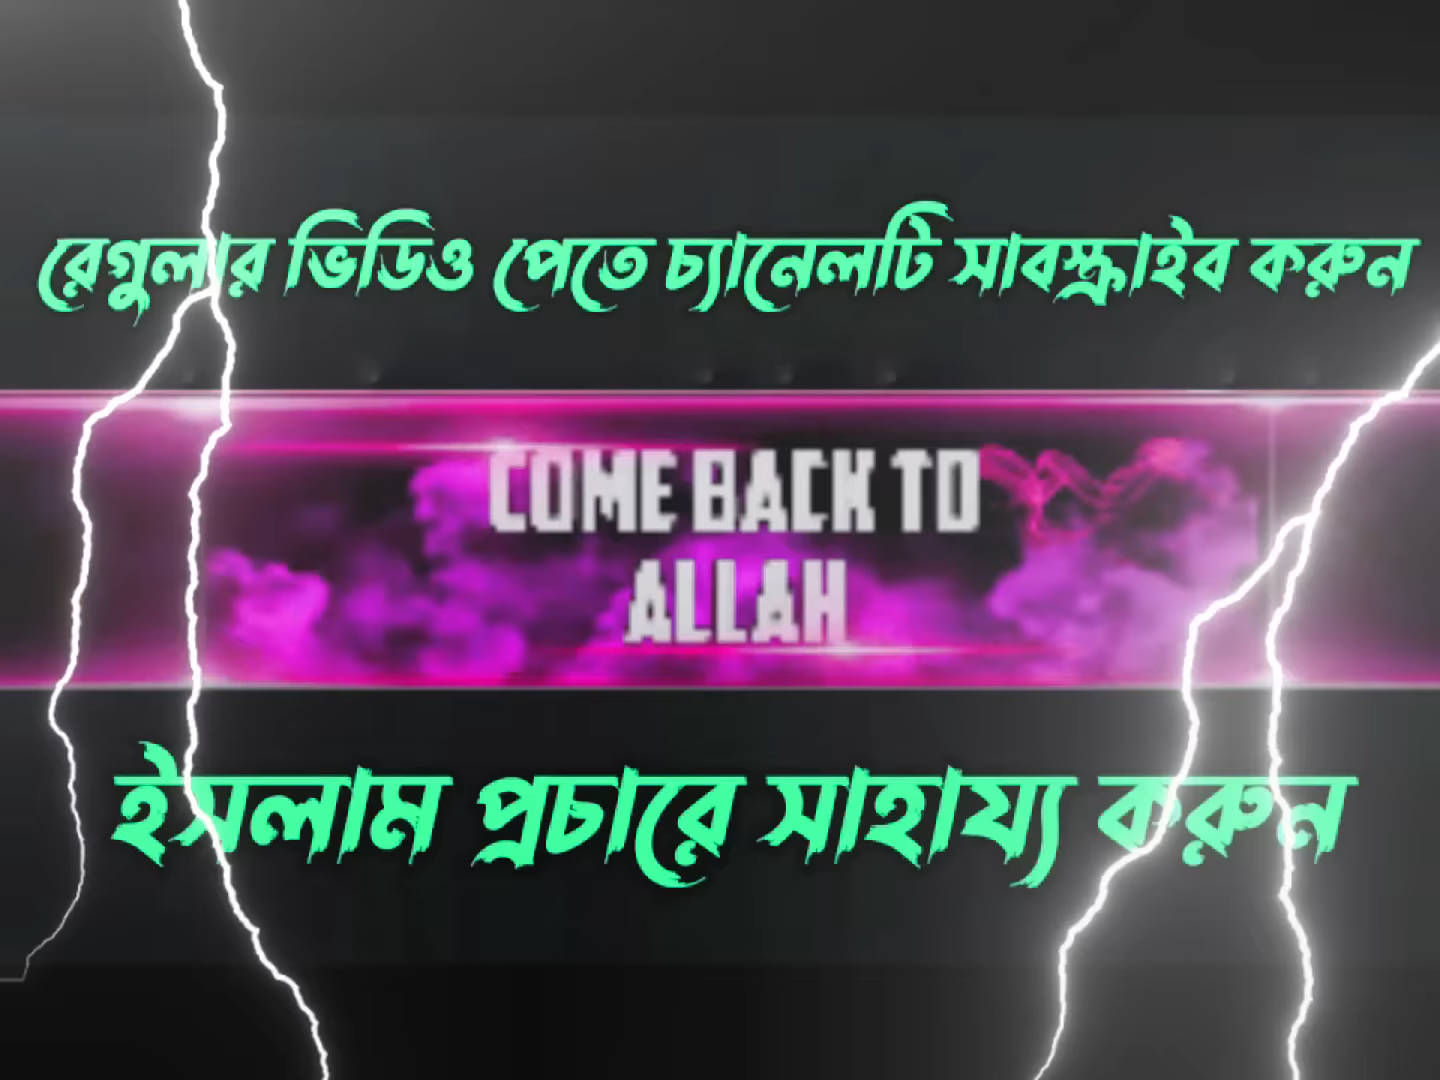 রেগুলার ভিডিও পেতে চ্যানেলটি সাবস্ক্রাইব করুন
COME BACK TO
ALLAH
ইসলাম প্রচারে সাহায্য করুন